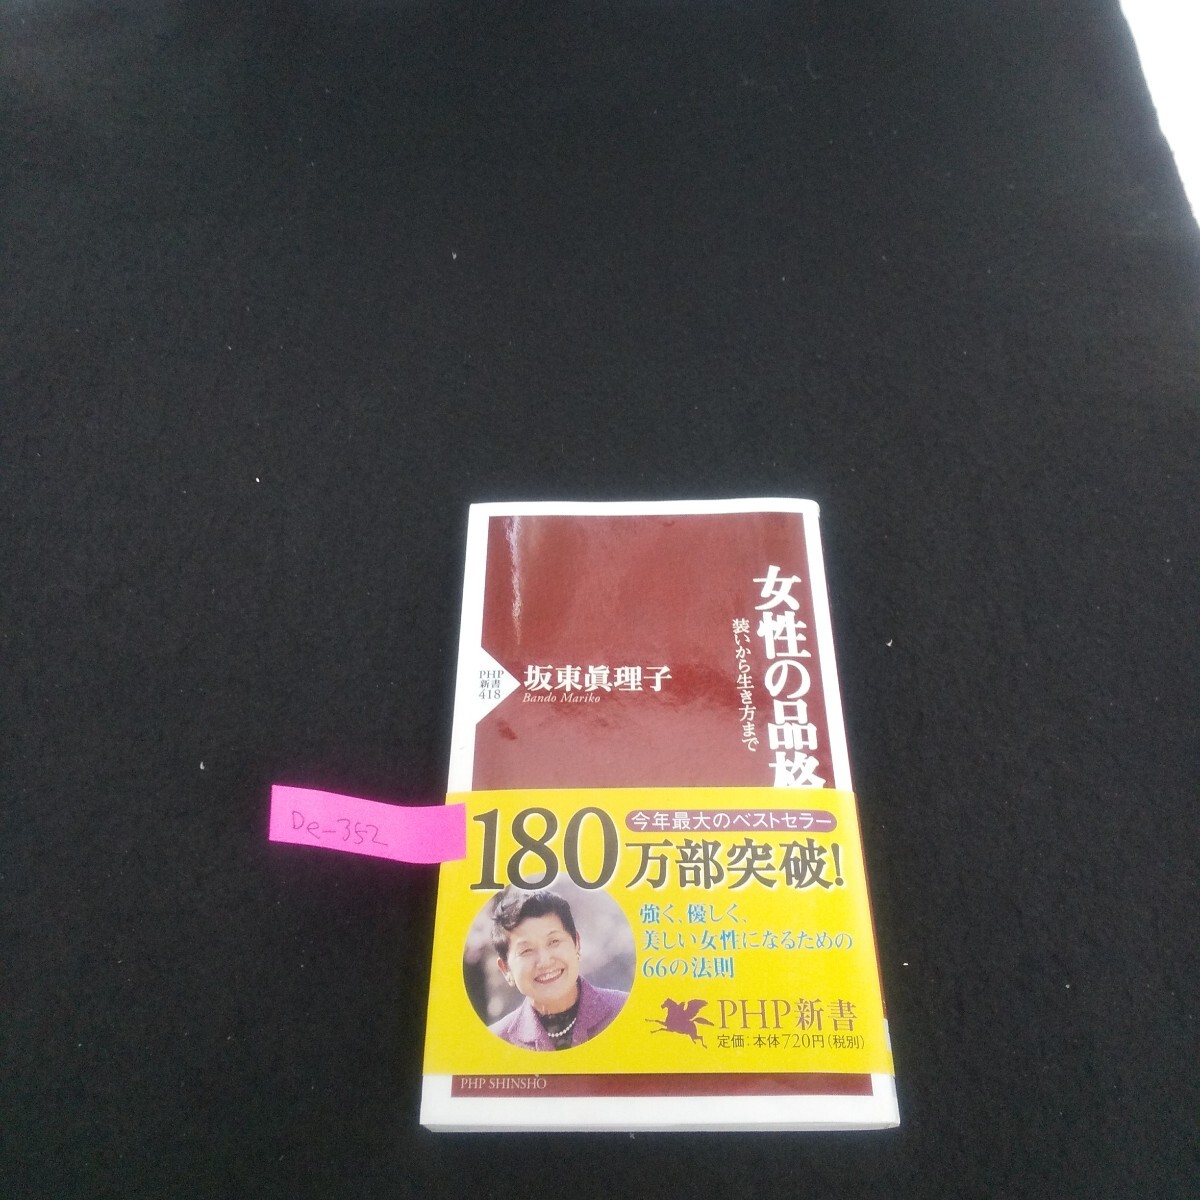 女性の品格
装いから生き方まで
坂東眞理子
Bando Mariko
PHP
新書
418
De-352
今年最大のベストセラー
180万部突破!
強く、優しく、
美しい女性になるための
66の法則
PHP新書
定価:本体720円(税別)
PHP SHINSHO